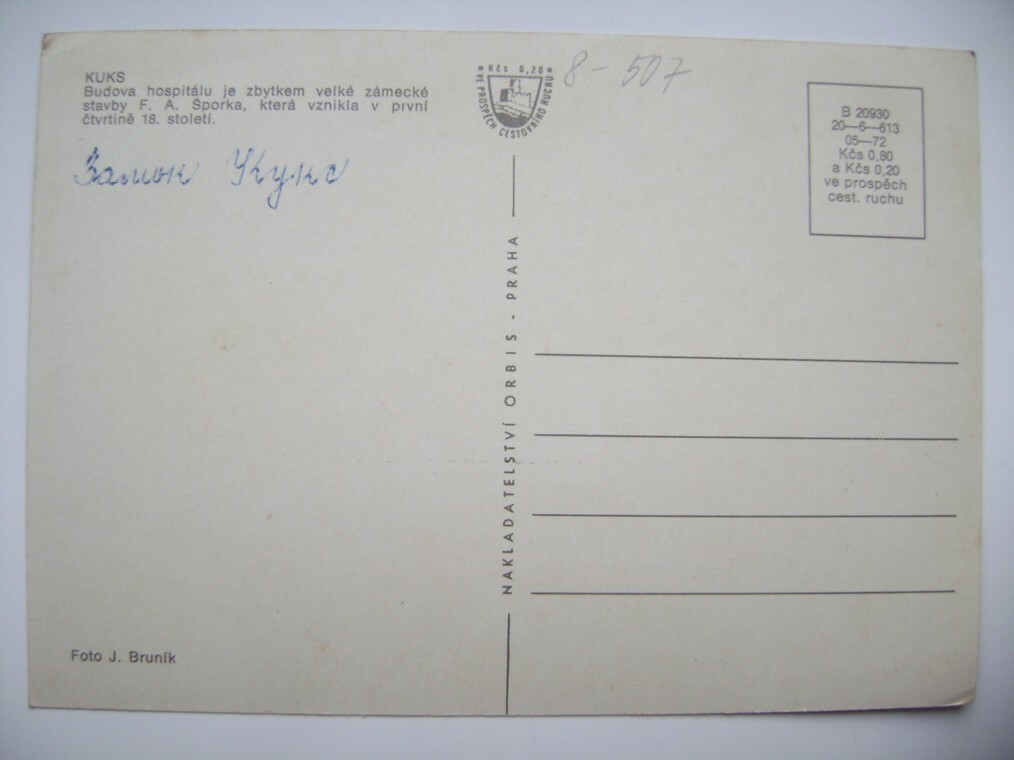 KUKS
Budova hospitálu je zbytkem velké zámecké
stavby F. A. Šporka, která vznikla v první
čtvrtině 18. století.
Замок Кукс
Kčs 0,20
VE PROSPĚCH CESTOVNÍHO RUCHU
8-507
B 20930
20—6—613
05—72
Kčs 0,80
a Kčs 0,20
ve prospěch
cest. ruchu
NAKLADATELSTVÍ ORBIS - PRAHA
Foto J. Bruník